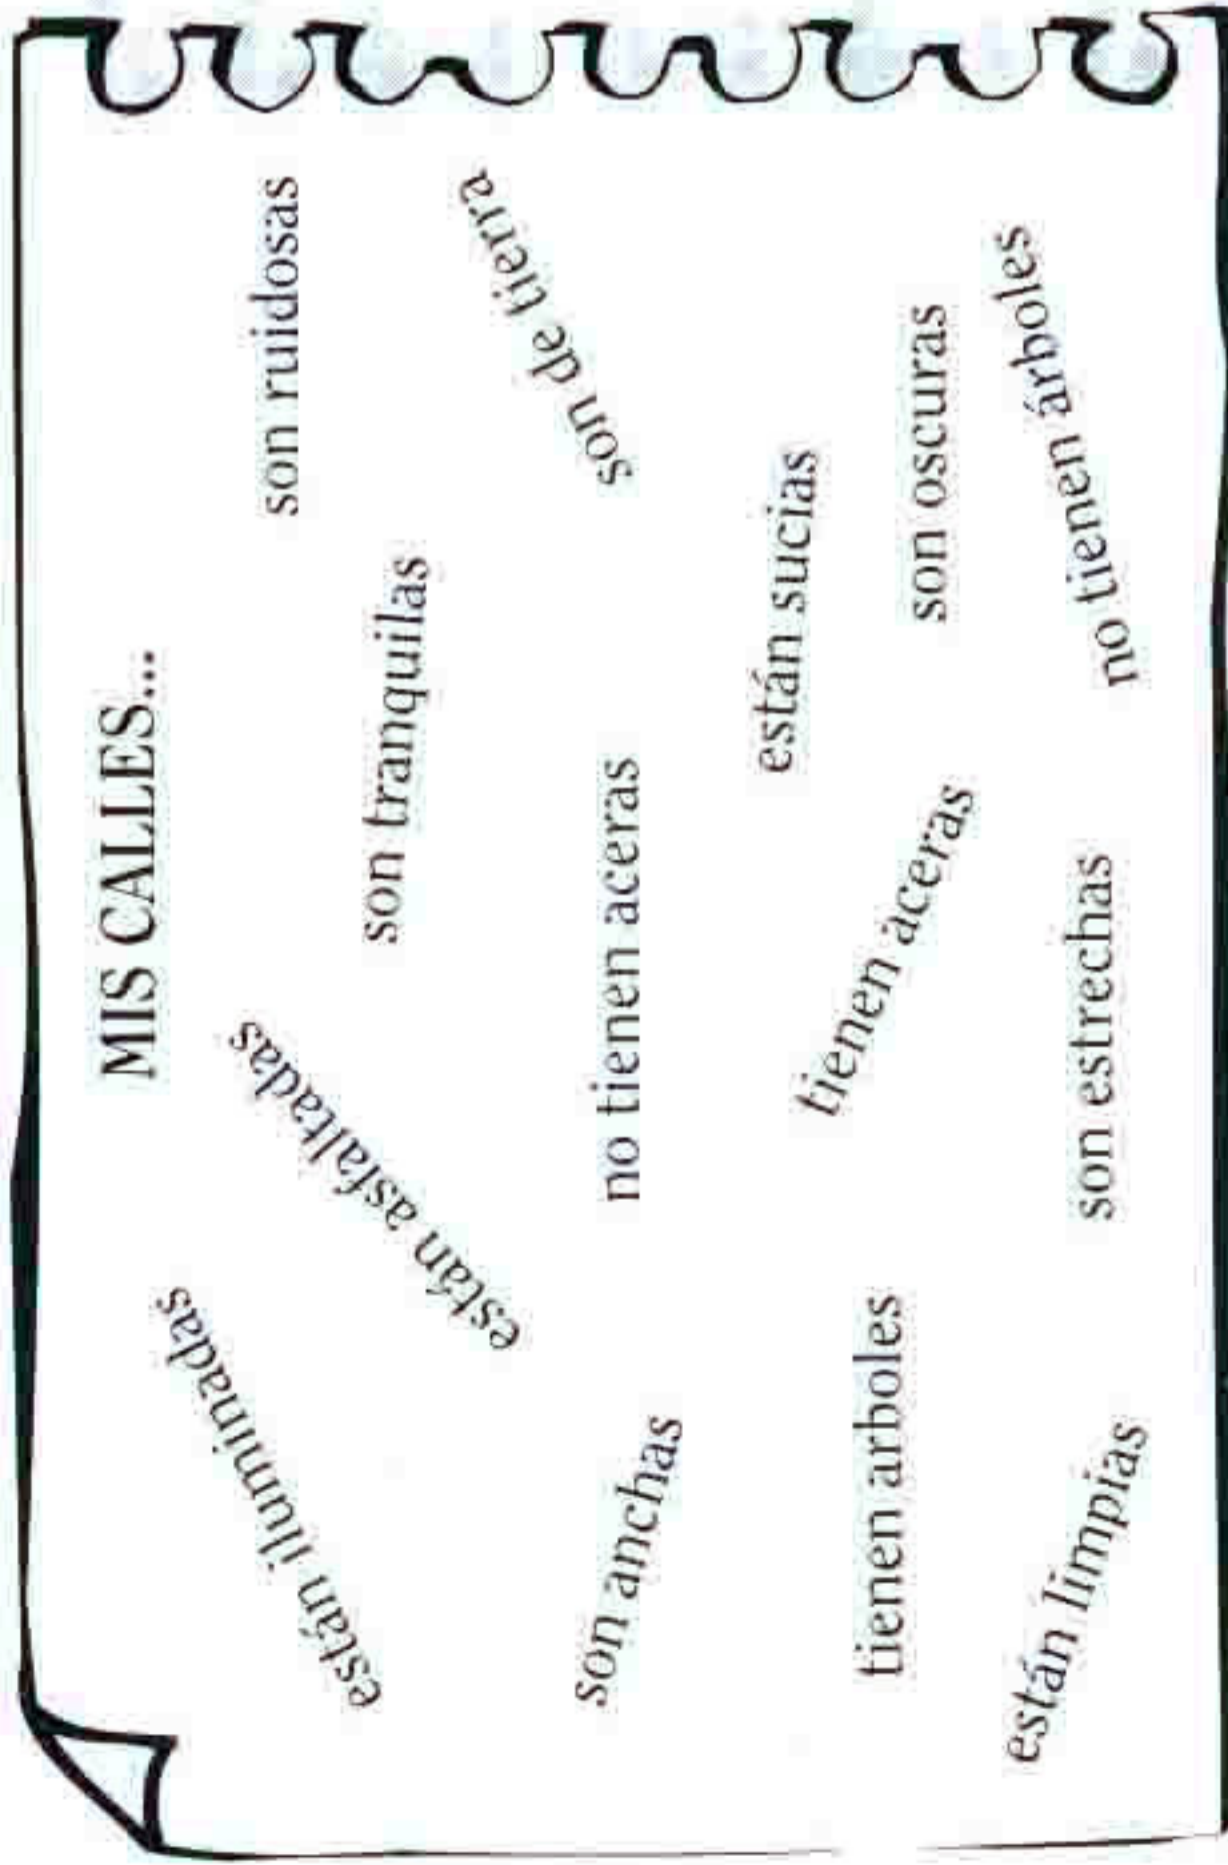 MIS CALLES...
están iluminadas
están asfaltadas
son tranquilas
son ruidosas
son de tierra
son anchas
no tienen aceras
están sucias
tienen arboles
tienen aceras
son oscuras
están limpias
son estrechas
no tienen árboles